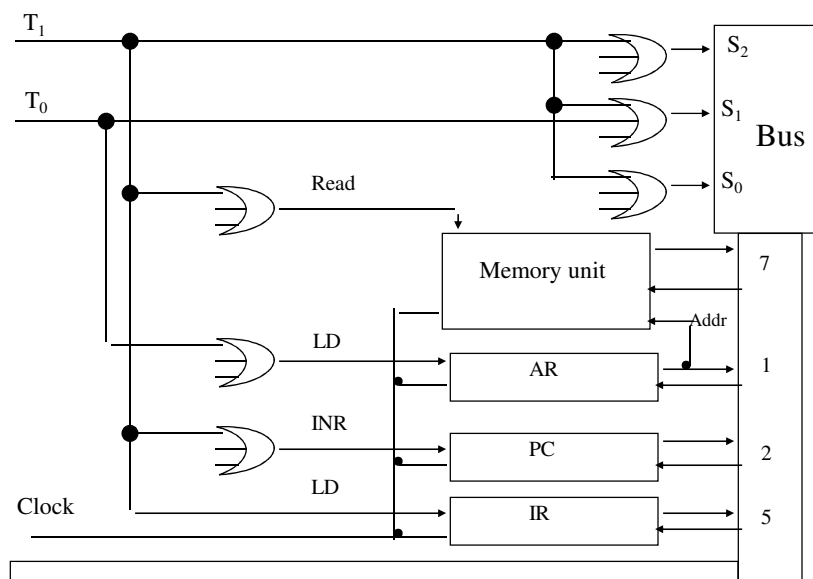 T₁
S₂
T₀
S₁
Bus
S₀
Read
Memory unit
7
Addr
LD
AR
1
INR
PC
2
LD
Clock
IR
5